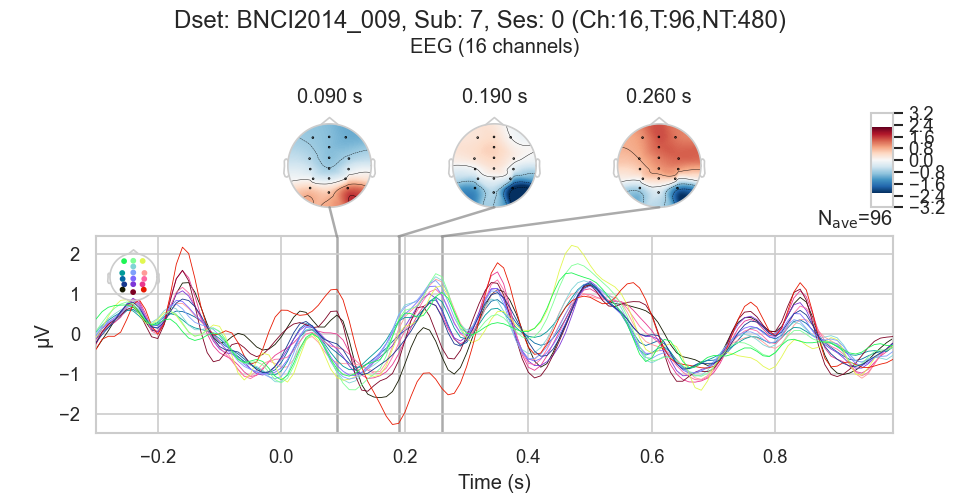 Dset: BNCI2014_009, Sub: 7, Ses: 0 (Ch:16,T:96,NT:480)
EEG (16 channels)
0.090 s 0.190 s 0.260 s
3.2
2.4
1.6
0.8
0.0
−0.8
−1.6
−2.4
−3.2
Nave=96
2
1
0
−1
−2
µV
−0.2 0.0 0.2 0.4 0.6 0.8
Time (s)